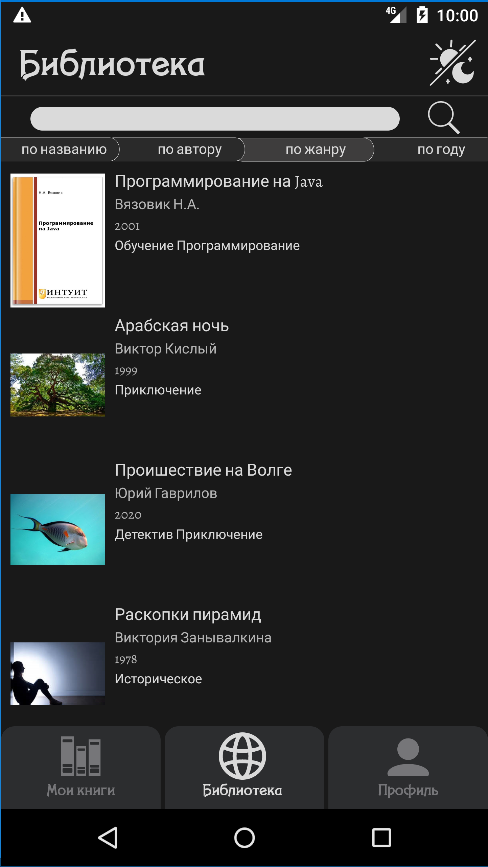 4G 10:00
Библиотека
по названию по автору по жанру по году
Программирование на Java
Вязовик Н.А.
2001
Обучение Программирование
Н.А. Вязовик
Программирование
на Java
ИНТУИТ
Арабская ночь
Виктор Кислый
1999
Приключение
Проишествие на Волге
Юрий Гаврилов
2020
Детектив Приключение
Раскопки пирамид
Виктория Занывалкина
1978
Историческое
Мои книги Библиотека Профиль